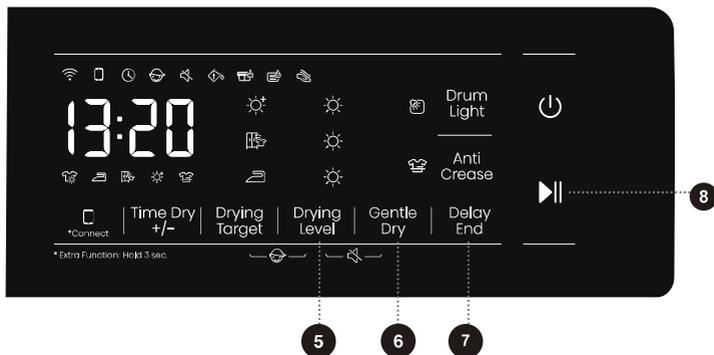 13:20
Drum
Light
Anti
Crease
8
*Connect
Time Dry
+/-
Drying
Target
Drying
Level
Gentle
Dry
Delay
End
* Extra Function: Hold 3 sec.
5 6 7